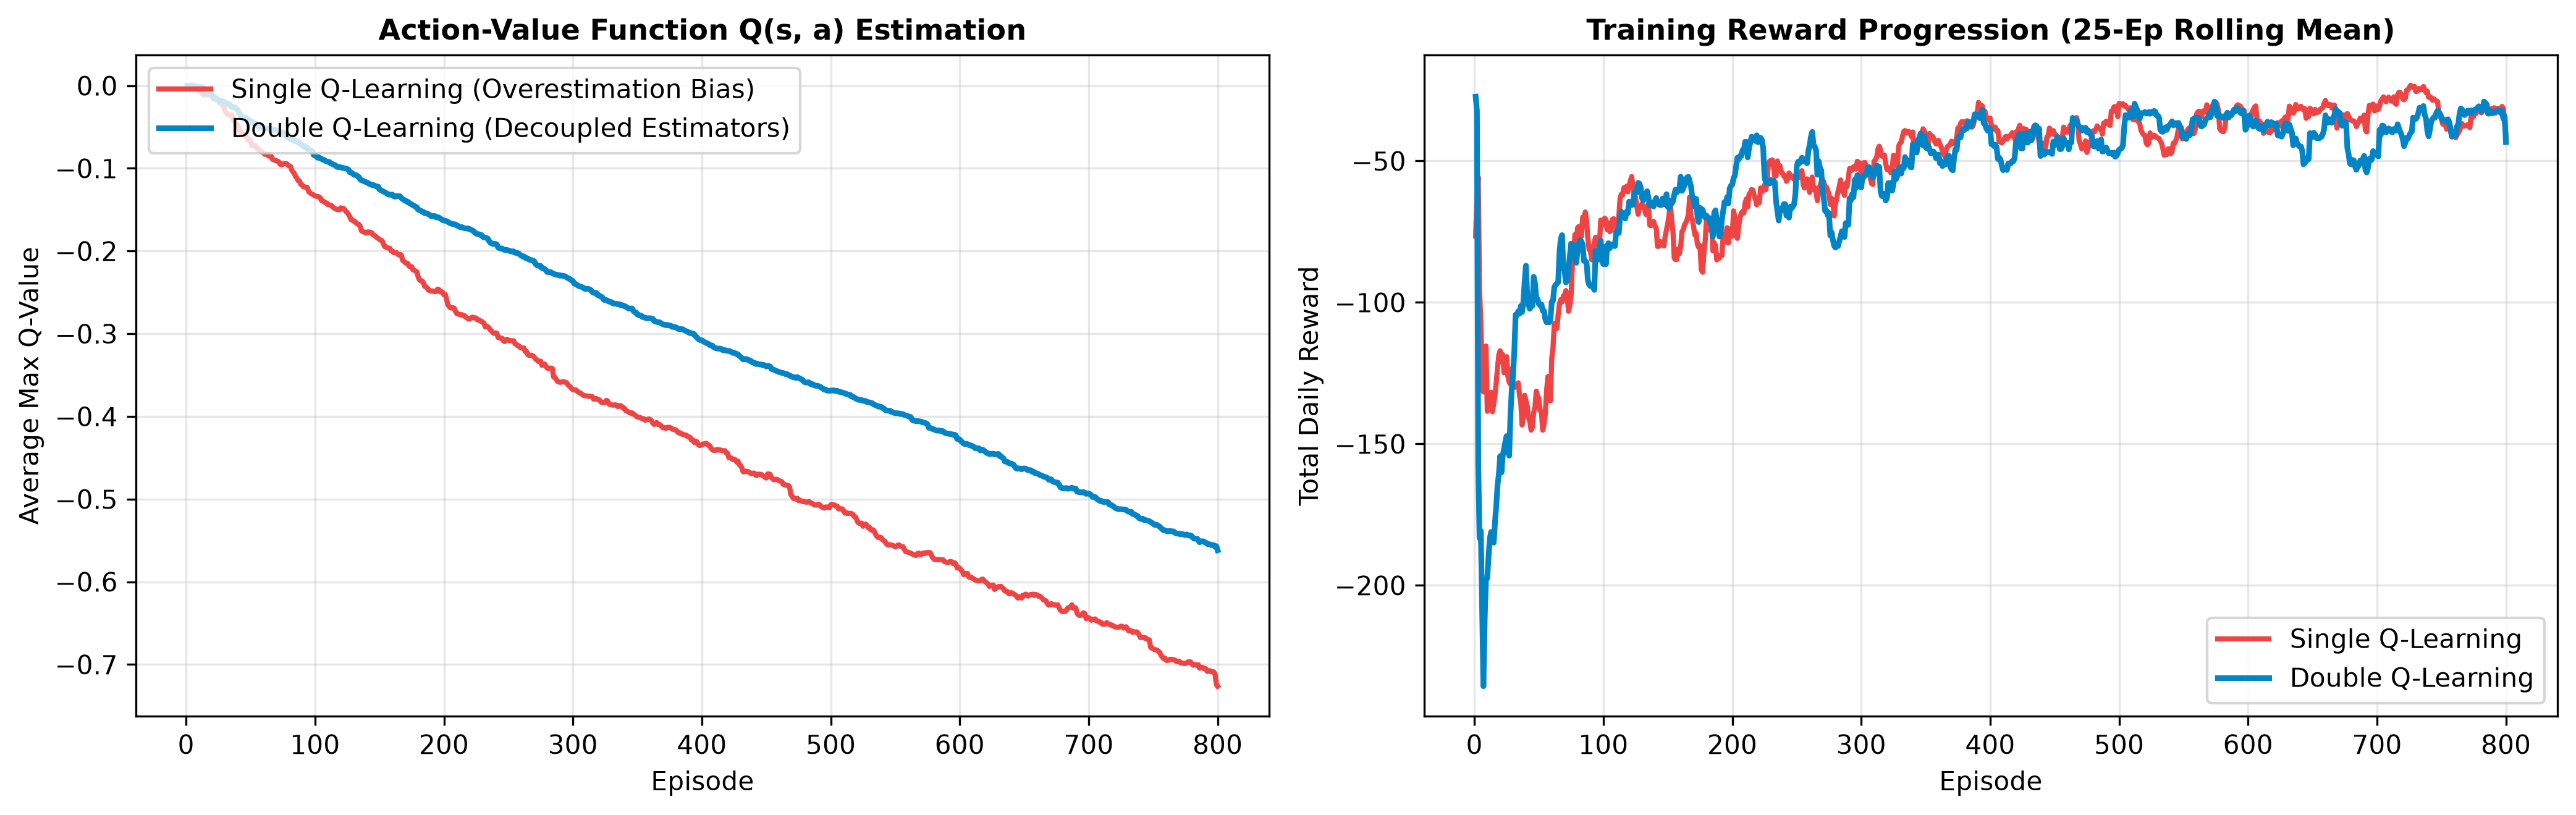 Action-Value Function Q(s, a) Estimation
Single Q-Learning (Overestimation Bias)
Double Q-Learning (Decoupled Estimators)
Average Max Q-Value
0.0
−0.1
−0.2
−0.3
−0.4
−0.5
−0.6
−0.7
0 100 200 300 400 500 600 700 800
Episode
Training Reward Progression (25-Ep Rolling Mean)
Total Daily Reward
−50
−100
−150
−200
Single Q-Learning
Double Q-Learning
0 100 200 300 400 500 600 700 800
Episode